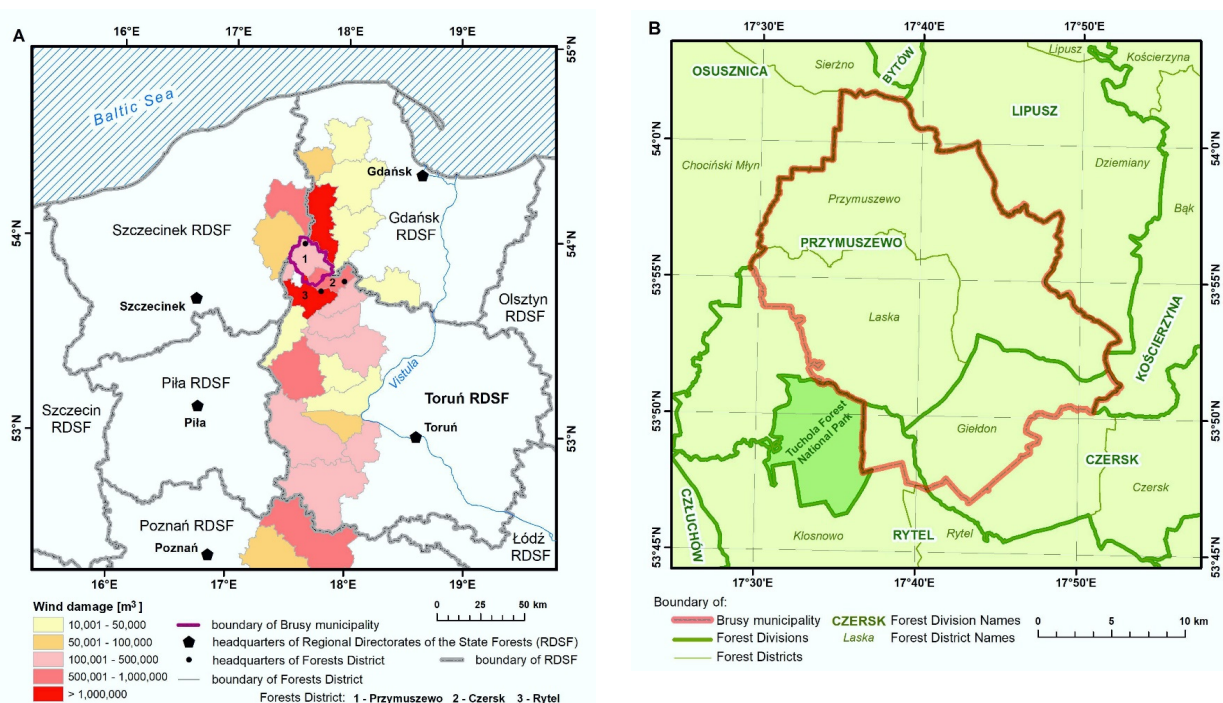 A
16°E
17°E
18°E
19°E
55°N
Baltic Sea
Gdańsk
Szczecinek RDSF
Gdańsk
RDSF
54°N
54°N
1
2
3
Szczecinek
Olsztyn
RDSF
Piła RDSF
Vistula
Szczecin
RDSF
Piła
Toruń RDSF
Toruń
53°N
53°N
Poznań RDSF
Poznań
Łódź
RDSF
16°E
17°E
18°E
19°E
Wind damage [m³]
10,001 - 50,000
50,001 - 100,000
100,001 - 500,000
500,001 - 1,000,000
> 1,000,000
0 25 50 km
boundary of Brusy municipality
headquarters of Regional Directorates of the State Forests (RDSF)
headquarters of Forests District
boundary of RDSF
boundary of Forests District
Forests District: 1 - Przymuszewo 2 - Czersk 3 - Rytel
B
17°30'E
17°40'E
17°50'E
OSUSZNICA
Sierżno
BYTÓW
Lipusz
Kościerzyna
LIPUSZ
54°0'N
54°0'N
Chociński Młyn
Dziemiany
Przymuszewo
Bąk
PRZYMUSZEWO
53°55'N
53°55'N
Laska
KOŚCIERZYNA
53°50'N
53°50'N
Tuchola Forest
National Park
Giełdon
CZERSK
Czersk
CZŁUCHÓW
Klosnowo
RYTEL
Rytel
53°45'N
53°45'N
17°30'E
17°40'E
17°50'E
Boundary of:
Brusy municipality
CZERSK Forest Division Names
Forest Divisions
Laska Forest District Names
Forest Districts
0 5 10 km